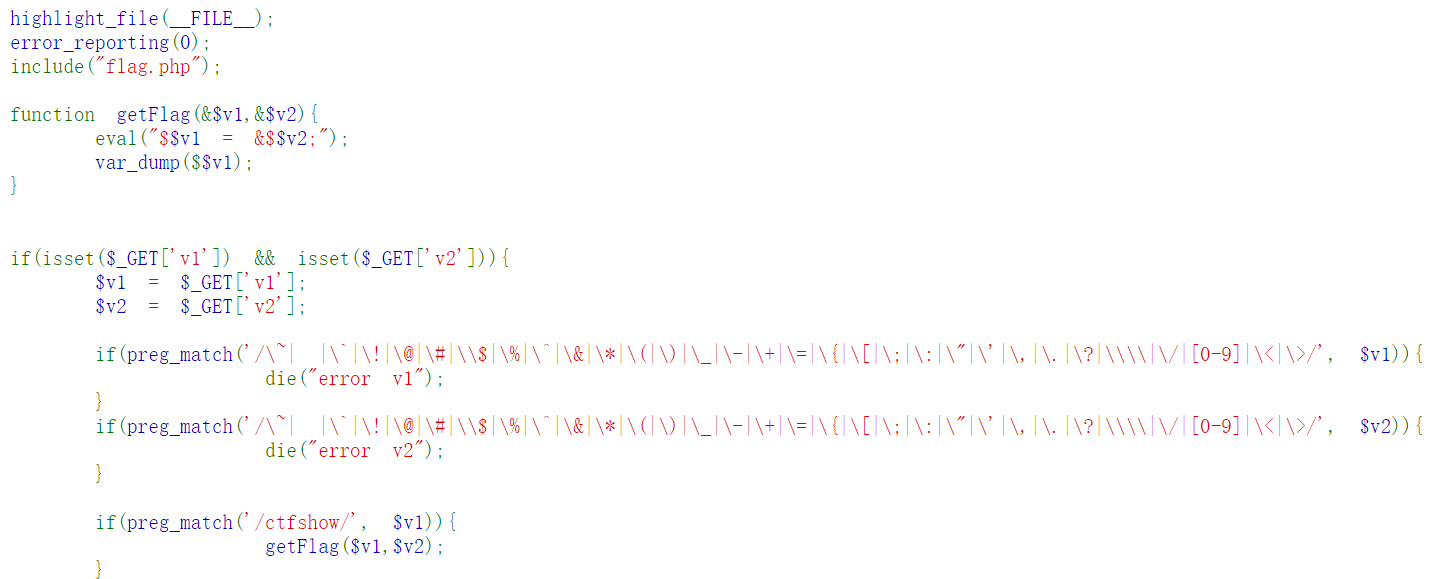 highlight_file(__FILE__);
error_reporting(0);
include("flag.php");
function getFlag(&$v1,&$v2){
eval("$$v1 = &$$v2;");
var_dump($$v1);
}
if(isset($_GET['v1']) && isset($_GET['v2'])){
$v1 = $_GET['v1'];
$v2 = $_GET['v2'];
if(preg_match('/\~| |\`|\!|\@|\#|\\$|\%|\^|\&|\*|\(|\)|\_|\-|\+|\=|\{|\[|\;|\:|\"|\'|\,|\.|\?|\\\\|\/|[0-9]|\<|\>/', $v1)){
die("error v1");
}
if(preg_match('/\~| |\`|\!|\@|\#|\\$|\%|\^|\&|\*|\(|\)|\_|\-|\+|\=|\{|\[|\;|\:|\"|\'|\,|\.|\?|\\\\|\/|[0-9]|\<|\>/', $v2)){
die("error v2");
}
if(preg_match('/ctfshow/', $v1)){
getFlag($v1,$v2);
}